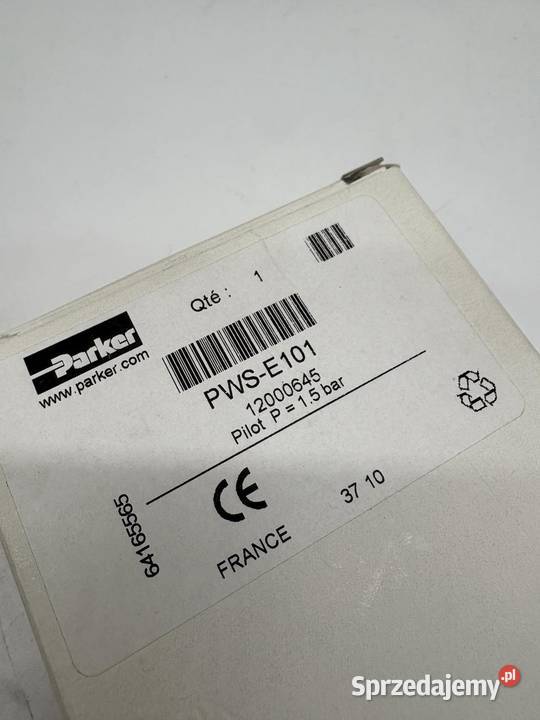 Qté : 1
Parker
www.parker.com
PWS-E101
12000645
Pilot P = 1.5 bar
64165565
CE
37 10
FRANCE
Sprzedajemy.pl